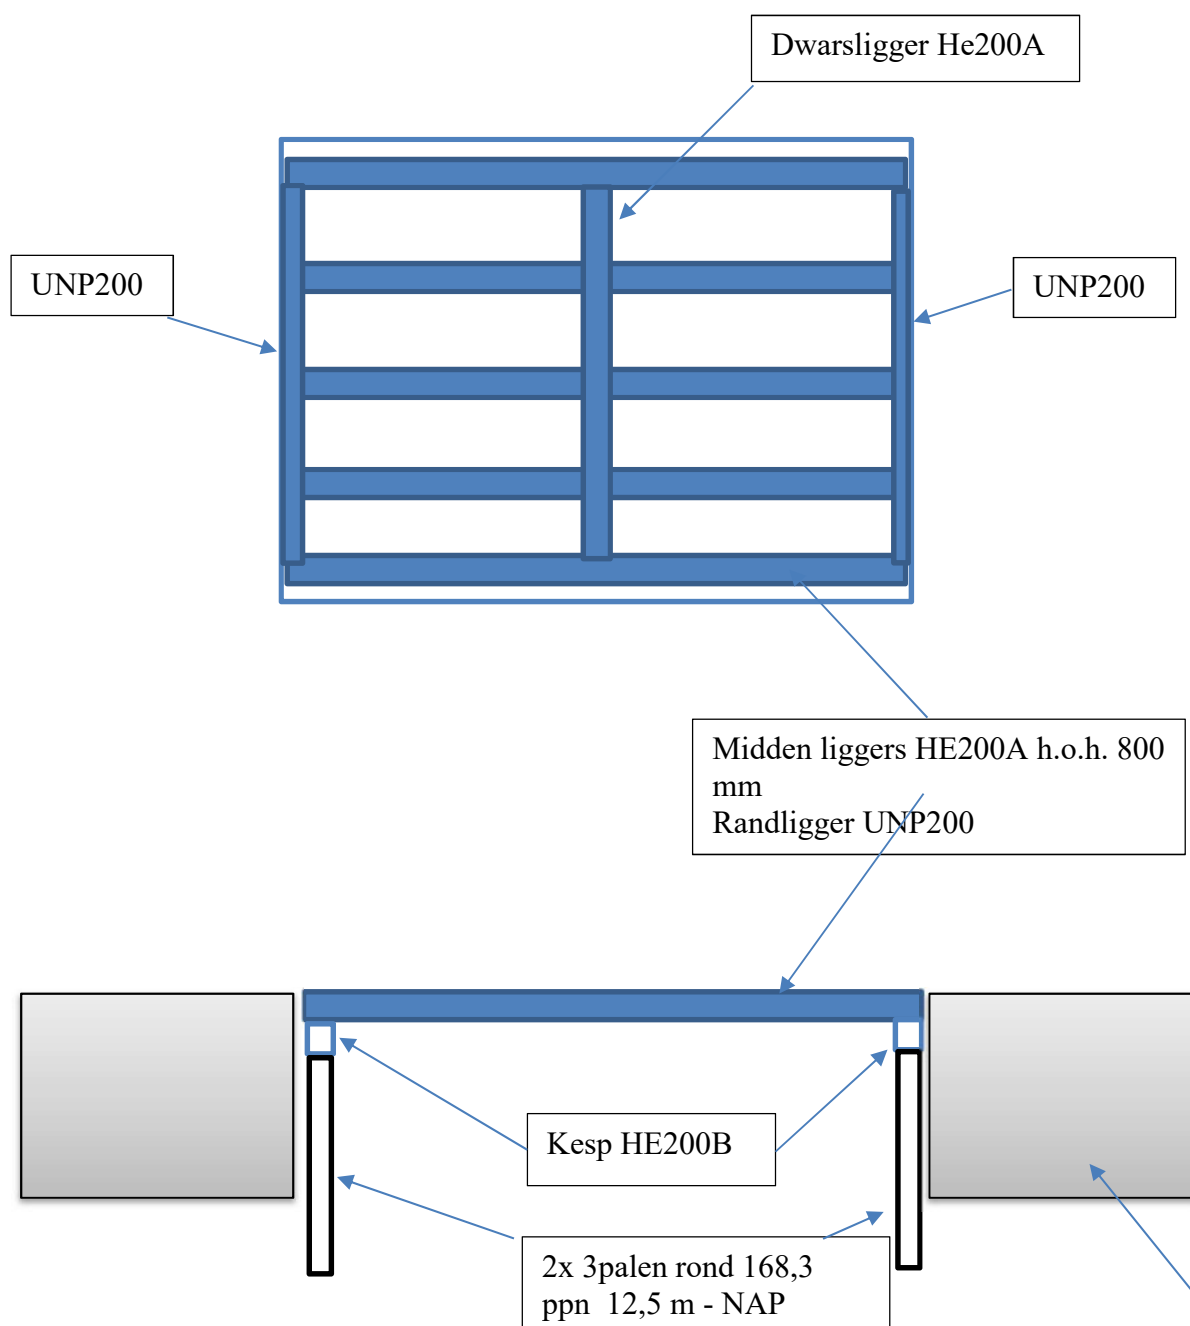 Dwarsligger He200A
UNP200
UNP200
Midden liggers HE200A h.o.h. 800
mm
Randligger UNP200
Kesp HE200B
2x 3palen rond 168,3
ppn 12,5 m - NAP